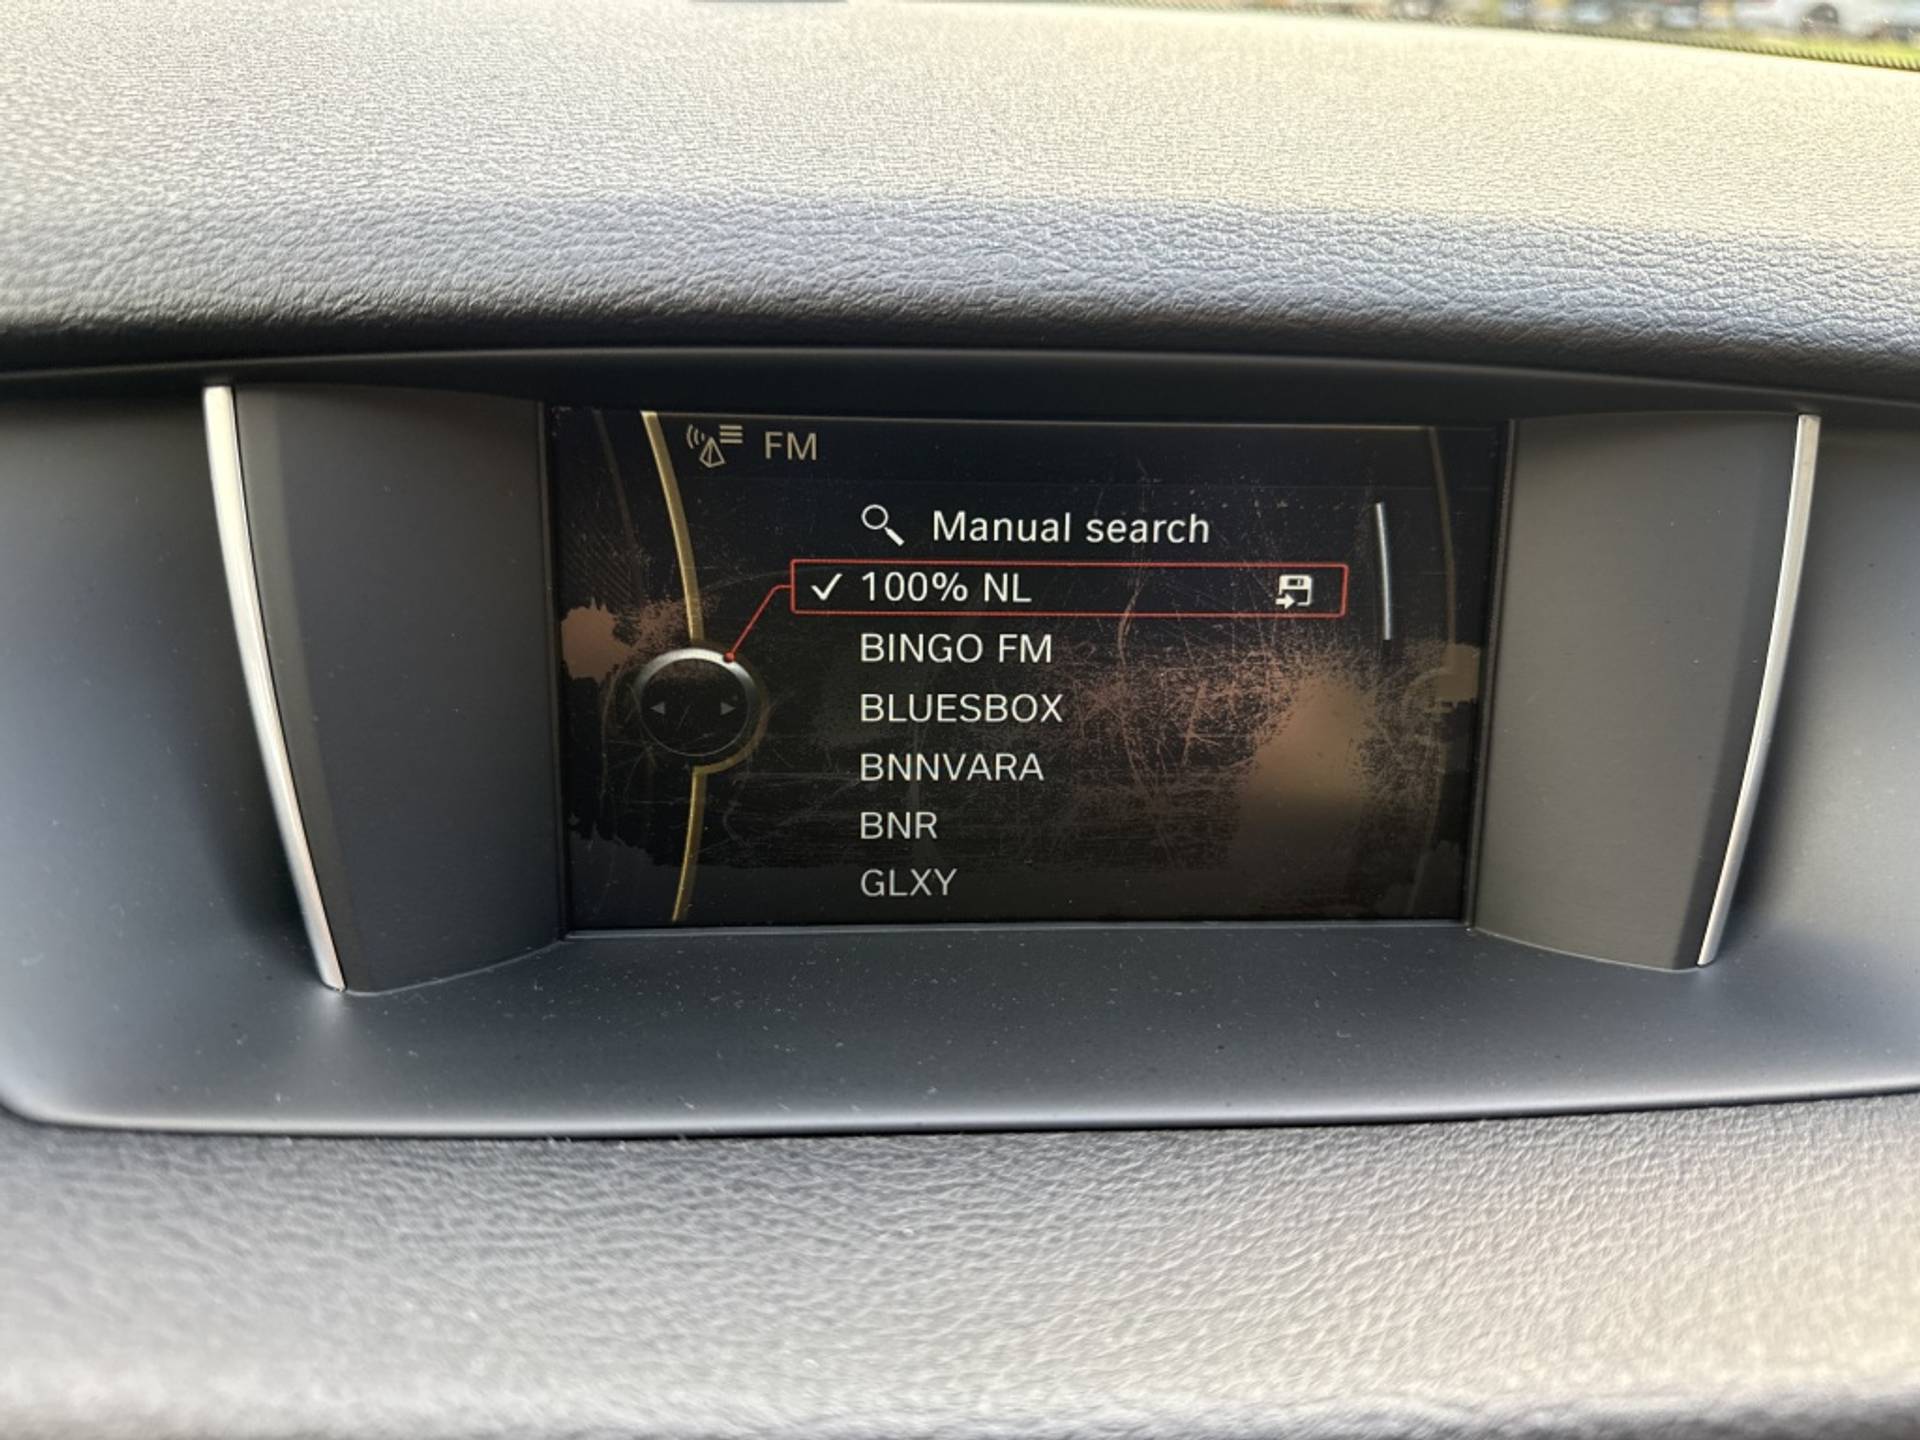 FM
Manual search
100% NL
BINGO FM
BLUESBOX
BNNVARA
BNR
GLXY